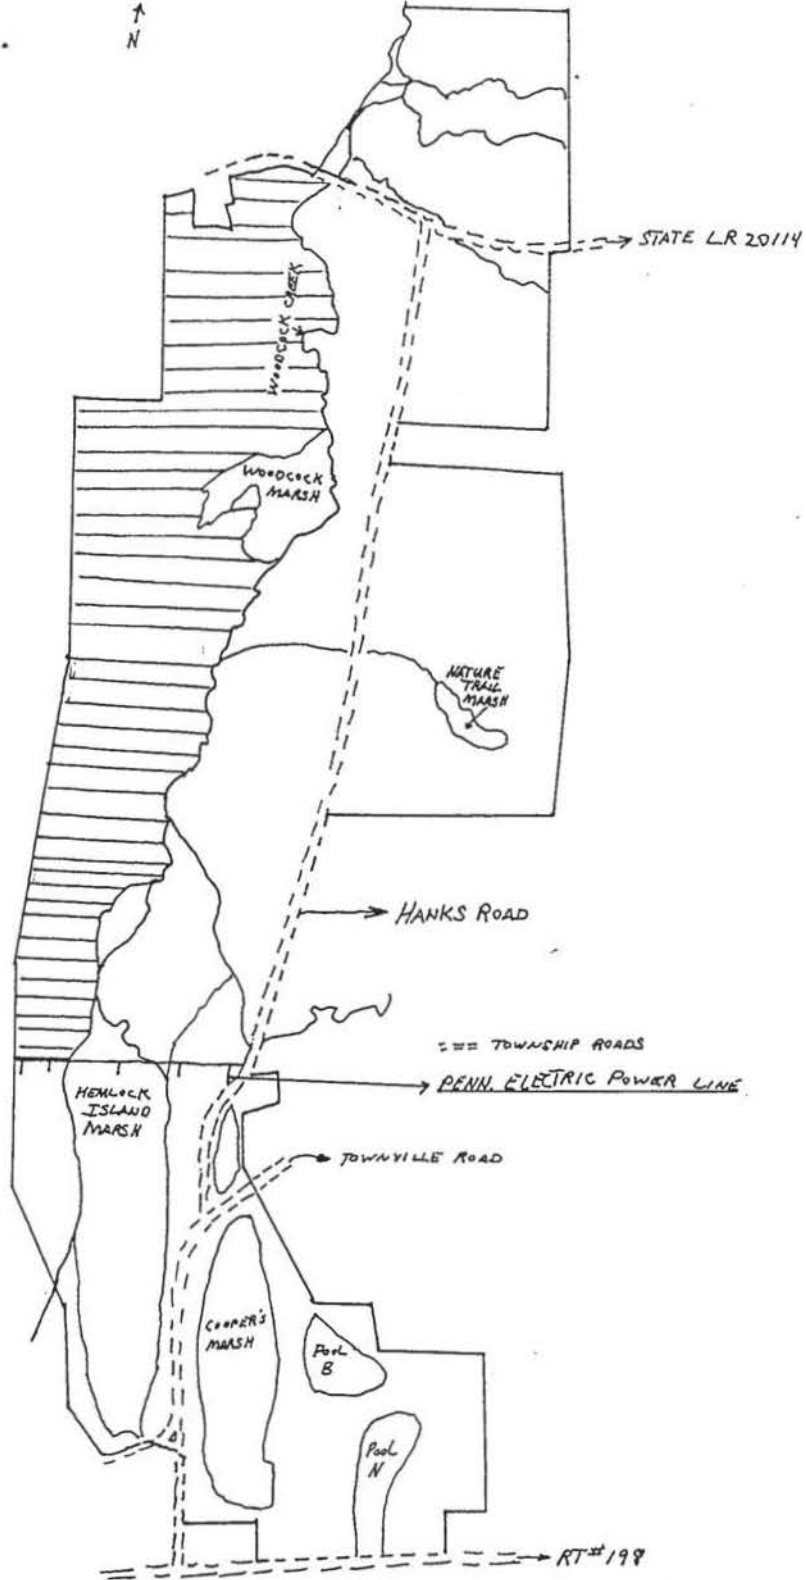 N
STATE LR 20114
WOODCOCK CREEK
WOODCOCK
MARSH
NATURE
TRAIL
MARSH
HANKS ROAD
=== TOWNSHIP ROADS
PENN. ELECTRIC POWER LINE
HEMLOCK
ISLAND
MARSH
TOWNVILLE ROAD
COOPER'S
MARSH
Pool
B
Pool
N
RT # 198